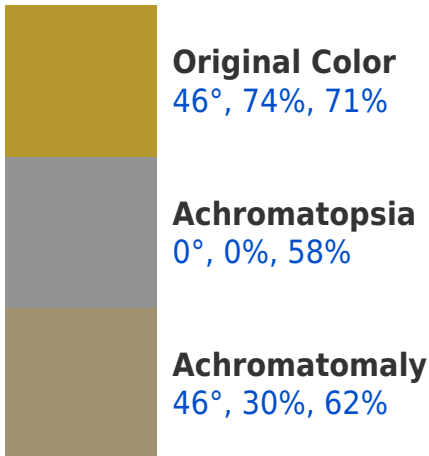 Original Color
46°, 74%, 71%
Achromatopsia
0°, 0%, 58%
Achromatomaly
46°, 30%, 62%